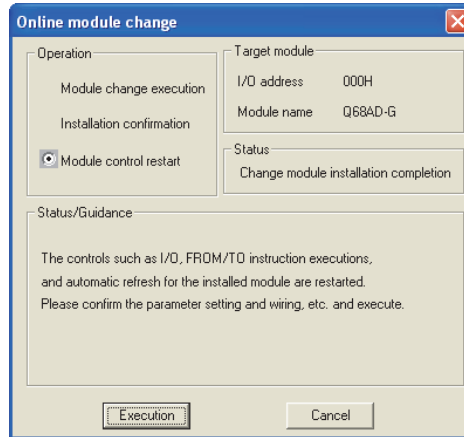 Online module change
Operation
Module change execution
Installation confirmation
Module control restart
Target module
I/O address 000H
Module name Q68AD-G
Status
Change module installation completion
Status/Guidance
The controls such as I/O, FROM/TO instruction executions,
and automatic refresh for the installed module are restarted.
Please confirm the parameter setting and wiring, etc. and execute.
Execution
Cancel